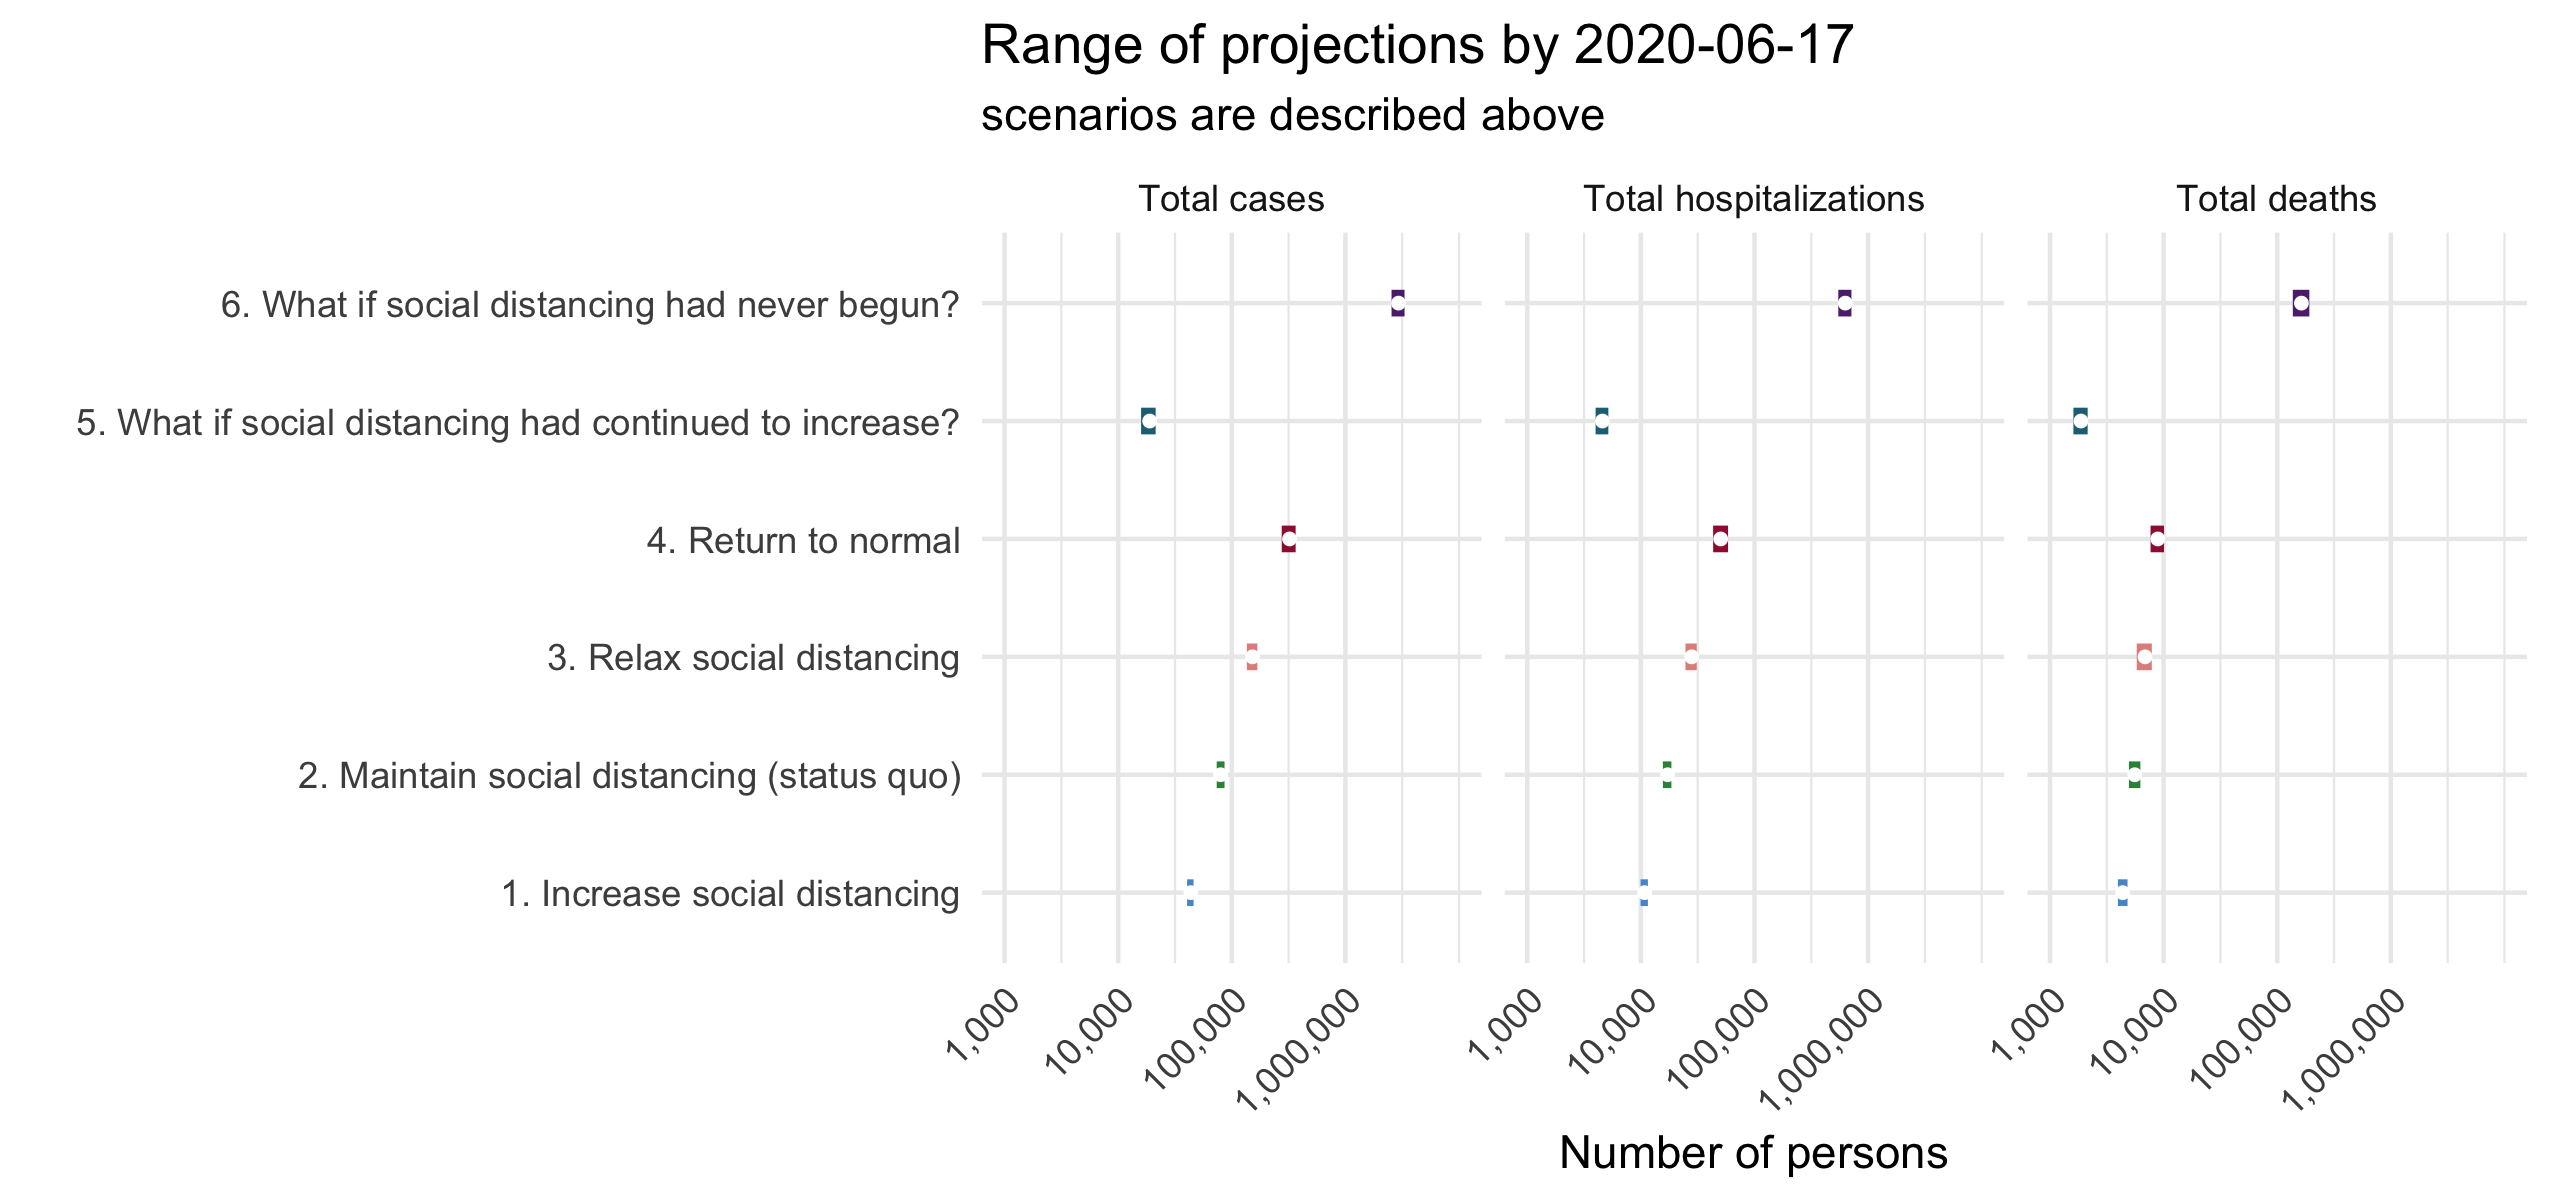 Range of projections by 2020-06-17
scenarios are described above
Total cases
Total hospitalizations
Total deaths
6. What if social distancing had never begun?
5. What if social distancing had continued to increase?
4. Return to normal
3. Relax social distancing
2. Maintain social distancing (status quo)
1. Increase social distancing
1,000
10,000
100,000
1,000,000
1,000
10,000
100,000
1,000,000
1,000
10,000
100,000
1,000,000
Number of persons